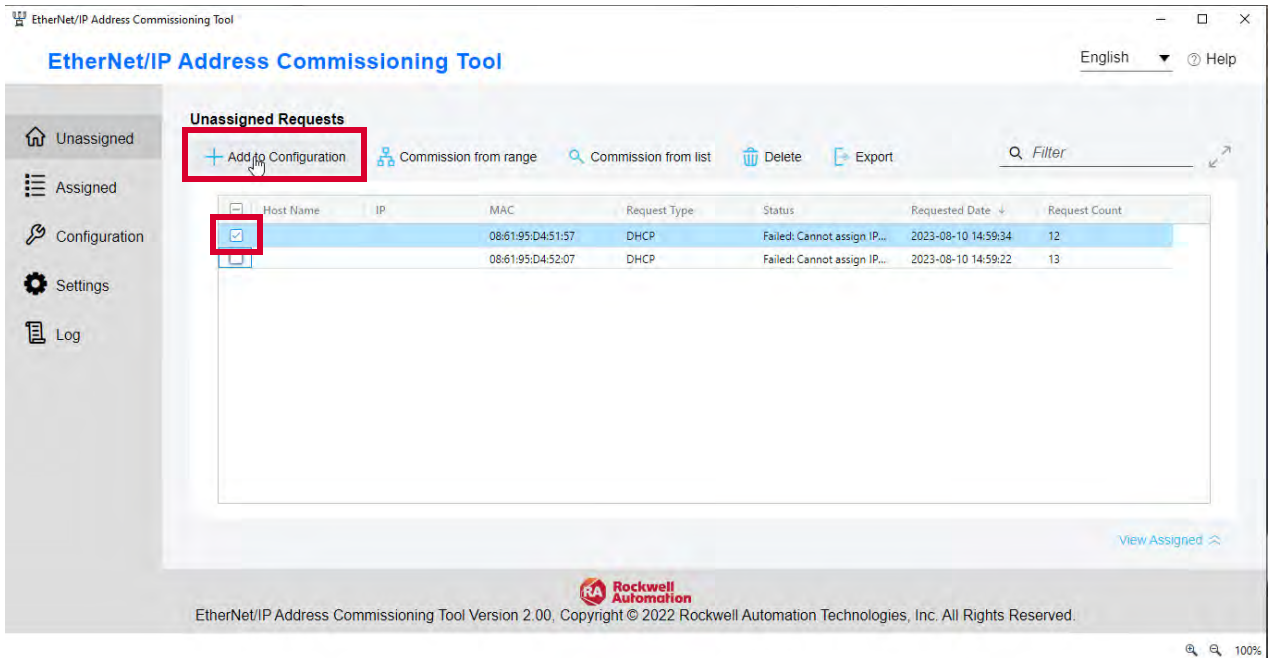 EtherNet/IP Address Commissioning Tool
EtherNet/IP Address Commissioning Tool
English
Help
Unassigned
Assigned
Configuration
Settings
Log
Unassigned Requests
Add to Configuration Commission from range Commission from list Delete Export Filter
Host Name IP MAC Request Type Status Requested Date Request Count
08:61:95:D4:51:57 DHCP Failed: Cannot assign IP... 2023-08-10 14:59:34 12
08:61:95:D4:52:07 DHCP Failed: Cannot assign IP... 2023-08-10 14:59:22 13
View Assigned
RA Rockwell
Automation
EtherNet/IP Address Commissioning Tool Version 2.00, Copyright © 2022 Rockwell Automation Technologies, Inc. All Rights Reserved.
100%